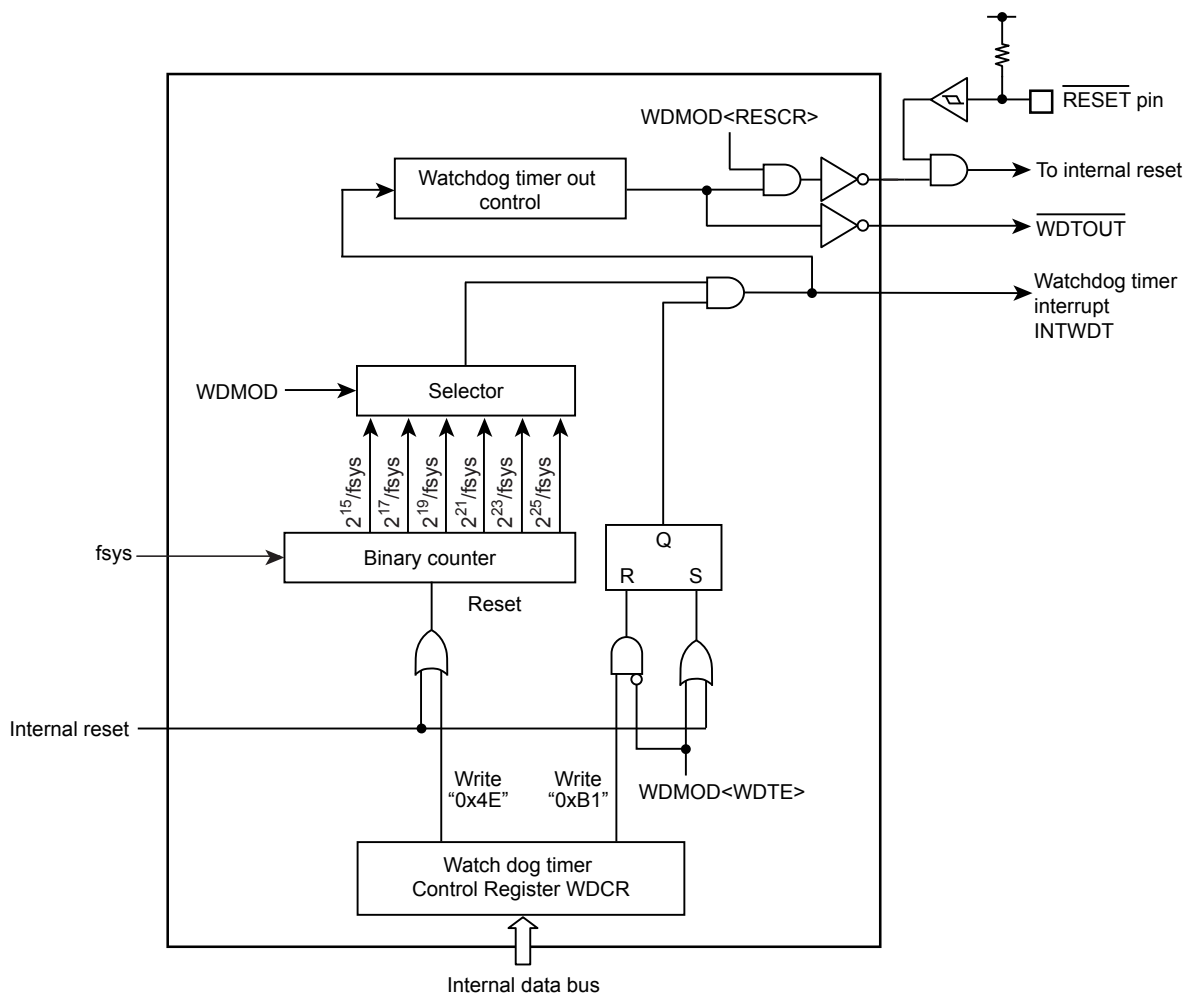 WDMOD<RESCR>
RESET pin
Watchdog timer out
control
To internal reset
WDTOUT
Watchdog timer
interrupt
INTWDT
WDMOD
Selector
2^15/fsys
2^17/fsys
2^19/fsys
2^21/fsys
2^23/fsys
2^25/fsys
fsys
Binary counter
Reset
Q
R S
Internal reset
Write
"0x4E"
Write
"0xB1"
WDMOD<WDTE>
Watch dog timer
Control Register WDCR
Internal data bus